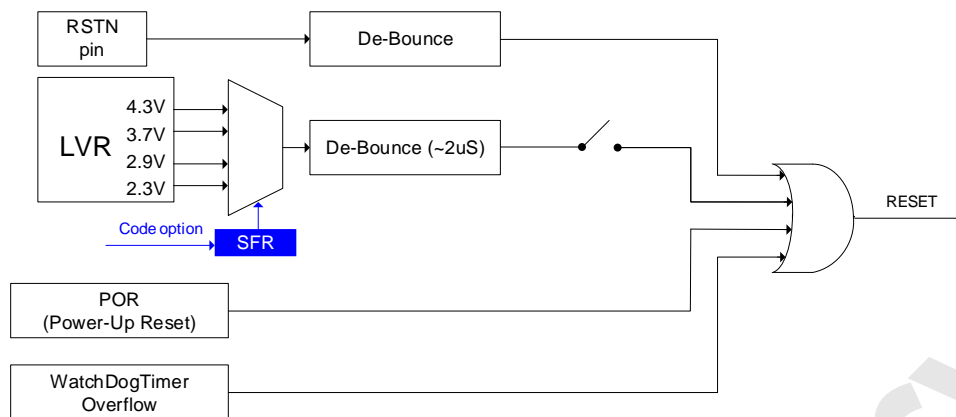 RSTN
pin
De-Bounce
LVR
4.3V
3.7V
2.9V
2.3V
De-Bounce (~2uS)
RESET
Code option
SFR
POR
(Power-Up Reset)
WatchDogTimer
Overflow